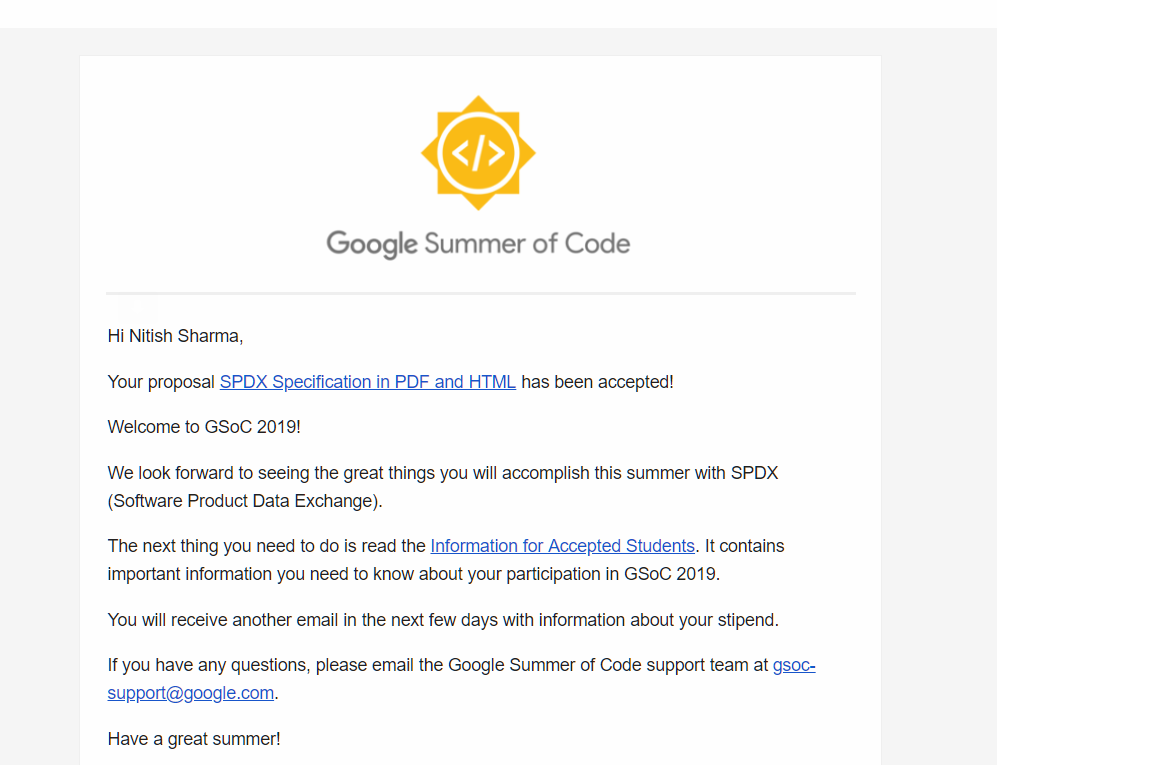 </>
Google Summer of Code
Hi Nitish Sharma,
Your proposal SPDX Specification in PDF and HTML has been accepted!
Welcome to GSoC 2019!
We look forward to seeing the great things you will accomplish this summer with SPDX
(Software Product Data Exchange).
The next thing you need to do is read the Information for Accepted Students. It contains
important information you need to know about your participation in GSoC 2019.
You will receive another email in the next few days with information about your stipend.
If you have any questions, please email the Google Summer of Code support team at gsoc-
support@google.com.
Have a great summer!